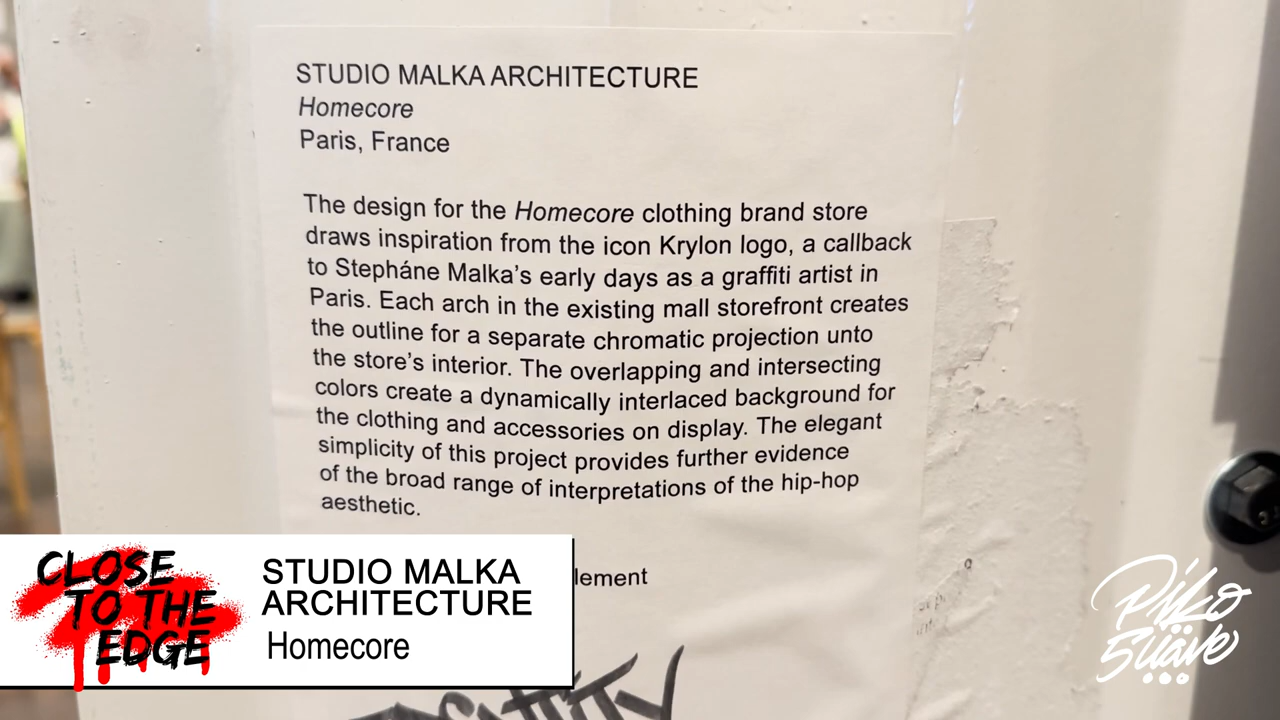 STUDIO MALKA ARCHITECTURE
Homecore
Paris, France
The design for the Homecore clothing brand store
draws inspiration from the icon Krylon logo, a callback
to Stepháne Malka's early days as a graffiti artist in
Paris. Each arch in the existing mall storefront creates
the outline for a separate chromatic projection unto
the store's interior. The overlapping and intersecting
colors create a dynamically interlaced background for
the clothing and accessories on display. The elegant
simplicity of this project provides further evidence
of the broad range of interpretations of the hip-hop
aesthetic.
lement
CLOSE
TO THE
EDGE
STUDIO MALKA
ARCHITECTURE
Homecore
Piko
Suave